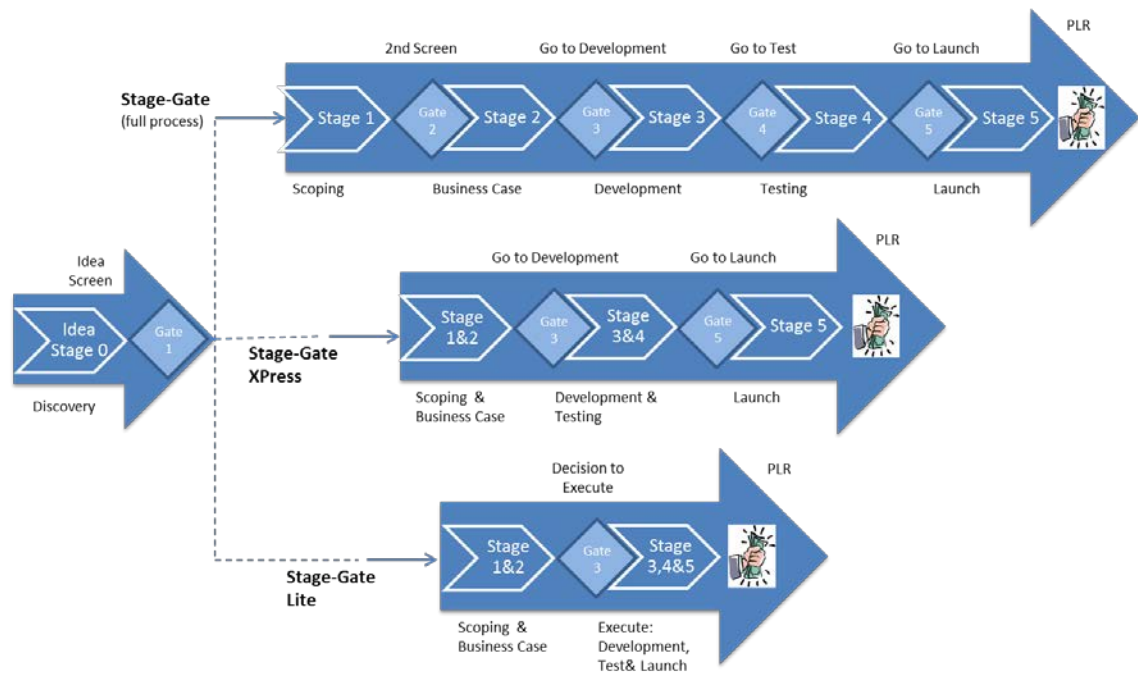 PLR
2nd Screen
Go to Development
Go to Test
Go to Launch
Stage-Gate
(full process)
Stage 1
Gate
2
Stage 2
Gate
3
Stage 3
Gate
4
Stage 4
Gate
5
Stage 5
Scoping
Business Case
Development
Testing
Launch
Idea
Screen
Idea
Stage 0
Gate
1
Discovery
Go to Development
Go to Launch
PLR
Stage-Gate
XPress
Stage
1&2
Gate
3
Stage
3&4
Gate
5
Stage 5
Scoping &
Business Case
Development &
Testing
Launch
Decision to
Execute
PLR
Stage-Gate
Lite
Stage
1&2
Gate
3
Stage
3,4&5
Scoping &
Business Case
Execute:
Development,
Test& Launch